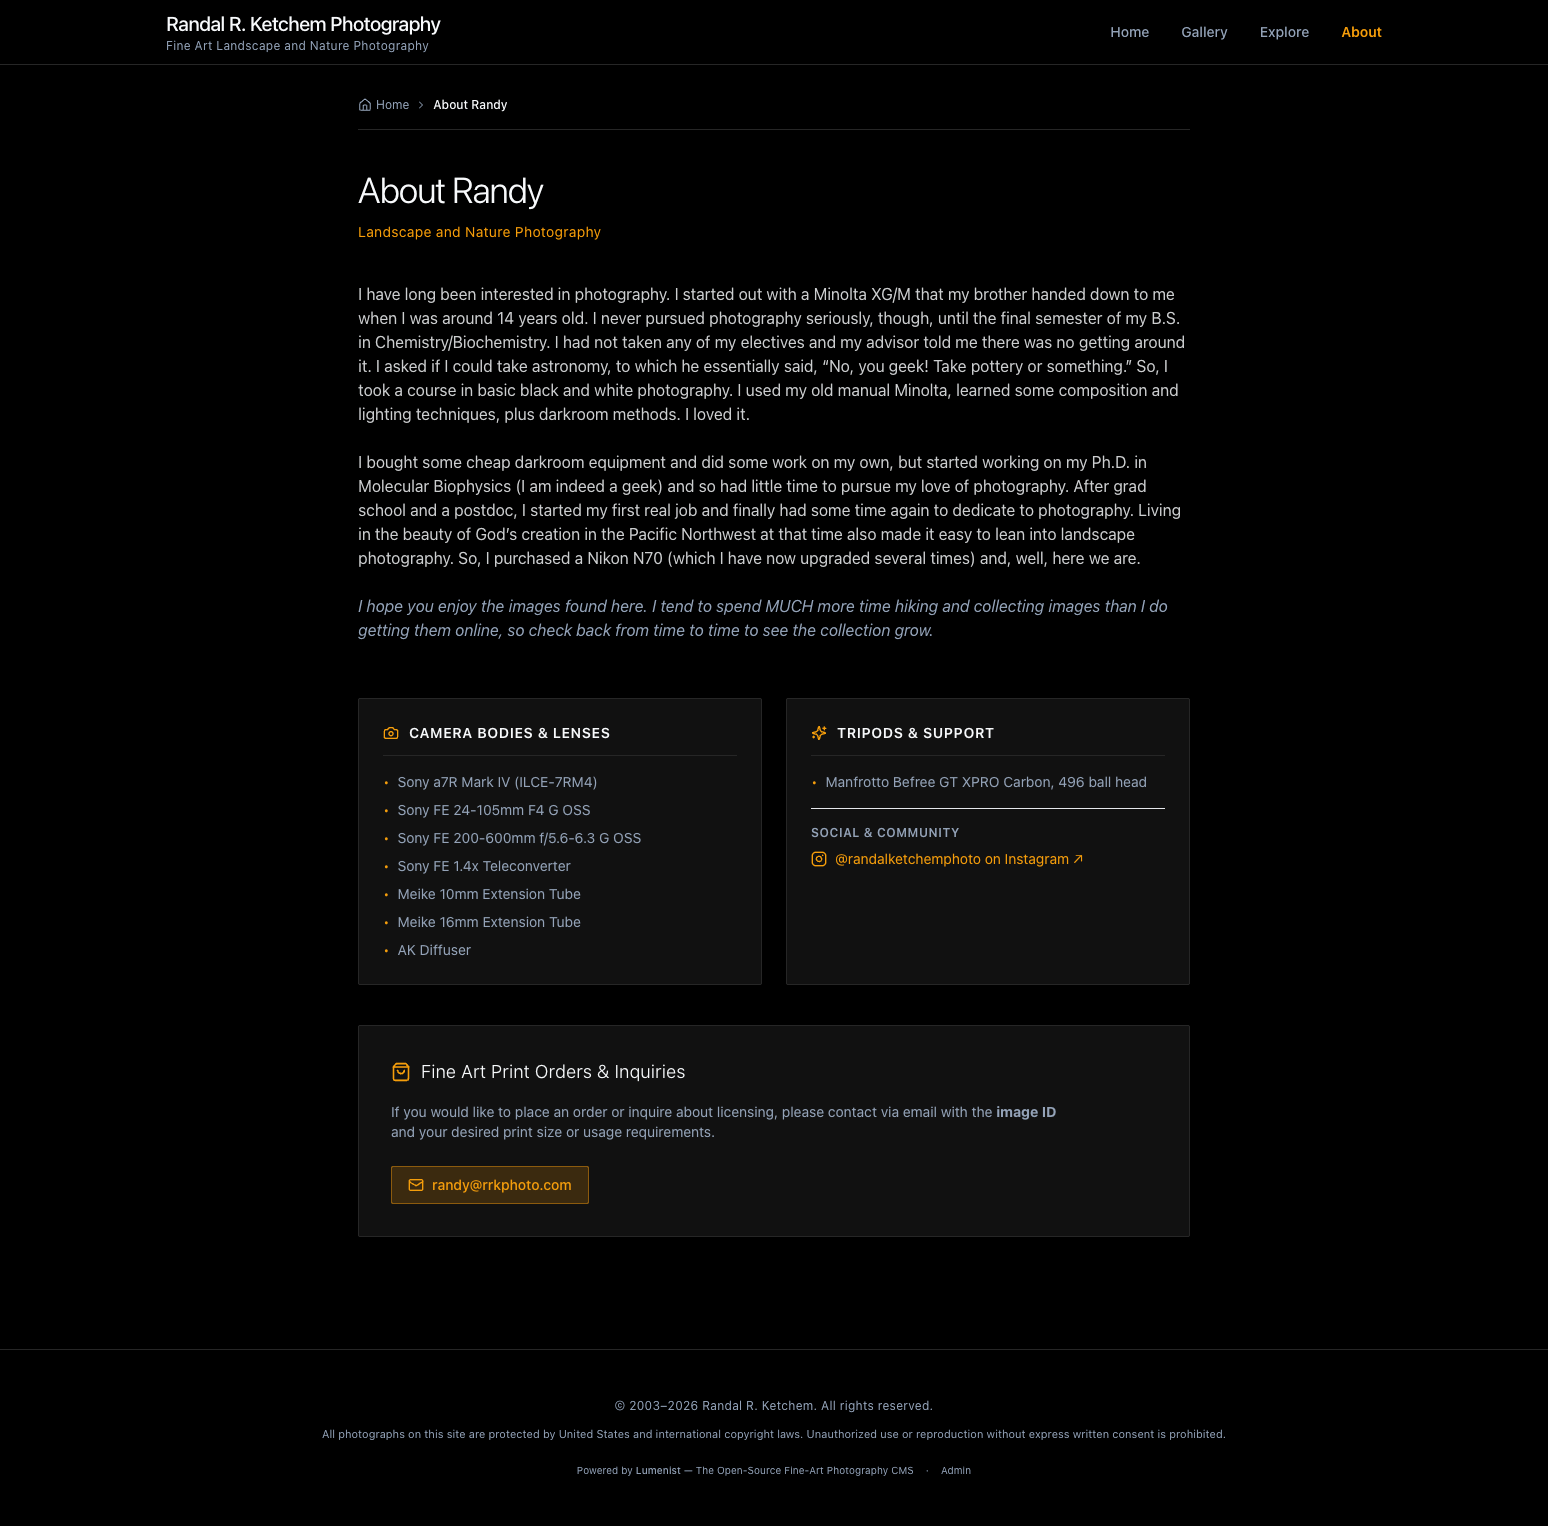 Randal R. Ketchem Photography
Fine Art Landscape and Nature Photography
Home
Gallery
Explore
About
Home > About Randy
About Randy
Landscape and Nature Photography
I have long been interested in photography. I started out with a Minolta XG/M that my brother handed down to me
when I was around 14 years old. I never pursued photography seriously, though, until the final semester of my B.S.
in Chemistry/Biochemistry. I had not taken any of my electives and my advisor told me there was no getting around
it. I asked if I could take astronomy, to which he essentially said, “No, you geek! Take pottery or something.” So, I
took a course in basic black and white photography. I used my old manual Minolta, learned some composition and
lighting techniques, plus darkroom methods. I loved it.
I bought some cheap darkroom equipment and did some work on my own, but started working on my Ph.D. in
Molecular Biophysics (I am indeed a geek) and so had little time to pursue my love of photography. After grad
school and a postdoc, I started my first real job and finally had some time again to dedicate to photography. Living
in the beauty of God’s creation in the Pacific Northwest at that time also made it easy to lean into landscape
photography. So, I purchased a Nikon N70 (which I have now upgraded several times) and, well, here we are.
I hope you enjoy the images found here. I tend to spend MUCH more time hiking and collecting images than I do
getting them online, so check back from time to time to see the collection grow.
CAMERA BODIES & LENSES
• Sony a7R Mark IV (ILCE-7RM4)
• Sony FE 24-105mm F4 G OSS
• Sony FE 200-600mm f/5.6-6.3 G OSS
• Sony FE 1.4x Teleconverter
• Meike 10mm Extension Tube
• Meike 16mm Extension Tube
• AK Diffuser
TRIPODS & SUPPORT
• Manfrotto Befree GT XPRO Carbon, 496 ball head
SOCIAL & COMMUNITY
@randalketchemphoto on Instagram ↗
Fine Art Print Orders & Inquiries
If you would like to place an order or inquire about licensing, please contact via email with the image ID
and your desired print size or usage requirements.
randy@rrkphoto.com
© 2003–2026 Randal R. Ketchem. All rights reserved.
All photographs on this site are protected by United States and international copyright laws. Unauthorized use or reproduction without express written consent is prohibited.
Powered by Lumenist — The Open-Source Fine-Art Photography CMS · Admin